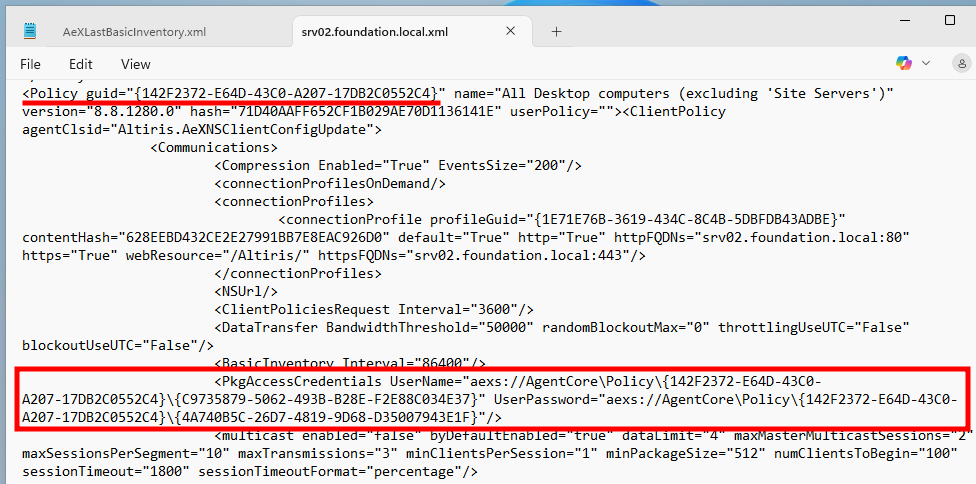 AeXLastBasicInventory.xml
srv02.foundation.local.xml
File Edit View
<Policy guid="{142F2372-E64D-43C0-A207-17DB2C0552C4}" name="All Desktop computers (excluding 'Site Servers')"
version="8.8.1280.0" hash="71D40AAFF652CF1B029AE70D1136141E" userPolicy=""><ClientPolicy
agentClsid="Altiris.AeXNSClientConfigUpdate">
<Communications>
<Compression Enabled="True" EventsSize="200"/>
<connectionProfilesOnDemand/>
<connectionProfiles>
<connectionProfile profileGuid="{1E71E76B-3619-434C-8C4B-5DBFDB43ADBE}"
contentHash="628EEBD432CE2E27991BB7E8EAC926D0" default="True" http="True" httpFQDNs="srv02.foundation.local:80"
https="True" webResource="/Altiris/" httpsFQDNs="srv02.foundation.local:443"/>
</connectionProfiles>
<NSUrl/>
<ClientPoliciesRequest Interval="3600"/>
<DataTransfer BandwidthThreshold="50000" randomBlockoutMax="0" throttlingUseUTC="False"
blockoutUseUTC="False"/>
<BasicInventory Interval="86400"/>
<PkgAccessCredentials UserName="aexs://AgentCore\Policy\{142F2372-E64D-43C0-
A207-17DB2C0552C4}\{C9735879-5062-493B-B28E-F2E88C034E37}" UserPassword="aexs://AgentCore\Policy\{142F2372-E64D-43C0-
A207-17DB2C0552C4}\{4A740B5C-26D7-4819-9D68-D35007943E1F}"/>
<multicast enabled="false" byDefaultEnabled="true" dataLimit="4" maxMasterMulticastSessions="2"
maxSessionsPerSegment="10" maxTransmissions="3" minClientsPerSession="1" minPackageSize="512" numClientsToBegin="100"
sessionTimeout="1800" sessionTimeoutFormat="percentage"/>